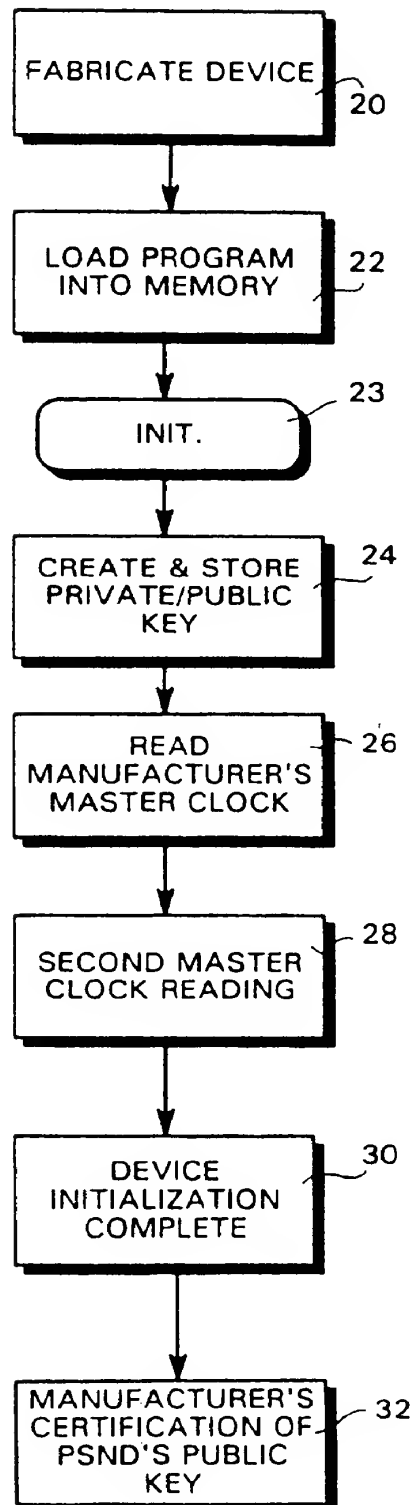 FABRICATE DEVICE
20
LOAD PROGRAM
INTO MEMORY
22
INIT.
23
CREATE & STORE
PRIVATE/PUBLIC
KEY
24
READ
MANUFACTURER'S
MASTER CLOCK
26
SECOND MASTER
CLOCK READING
28
DEVICE
INITIALIZATION
COMPLETE
30
MANUFACTURER'S
CERTIFICATION OF
PSND'S PUBLIC
KEY
32